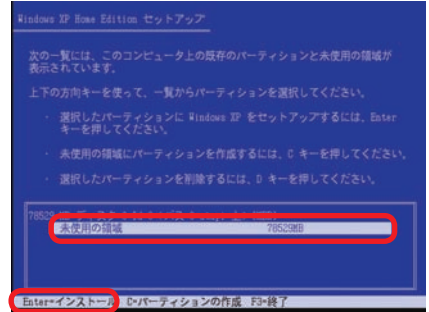 Windows XP Home Edition セットアップ
次の一覧には、このコンピュータ上の既存のパーティションと未使用の領域が
表示されています。
上下の方向キーを使って、一覧からパーティションを選択してください。
・ 選択したパーティションに Windows XP をセットアップするには、Enter
キーを押してください。
・ 未使用の領域にパーティションを作成するには、C キーを押してください。
・ 選択したパーティションを削除するには、D キーを押してください。
78529
未使用の領域 78529MB
Enter=インストール C=パーティションの作成 F3=終了